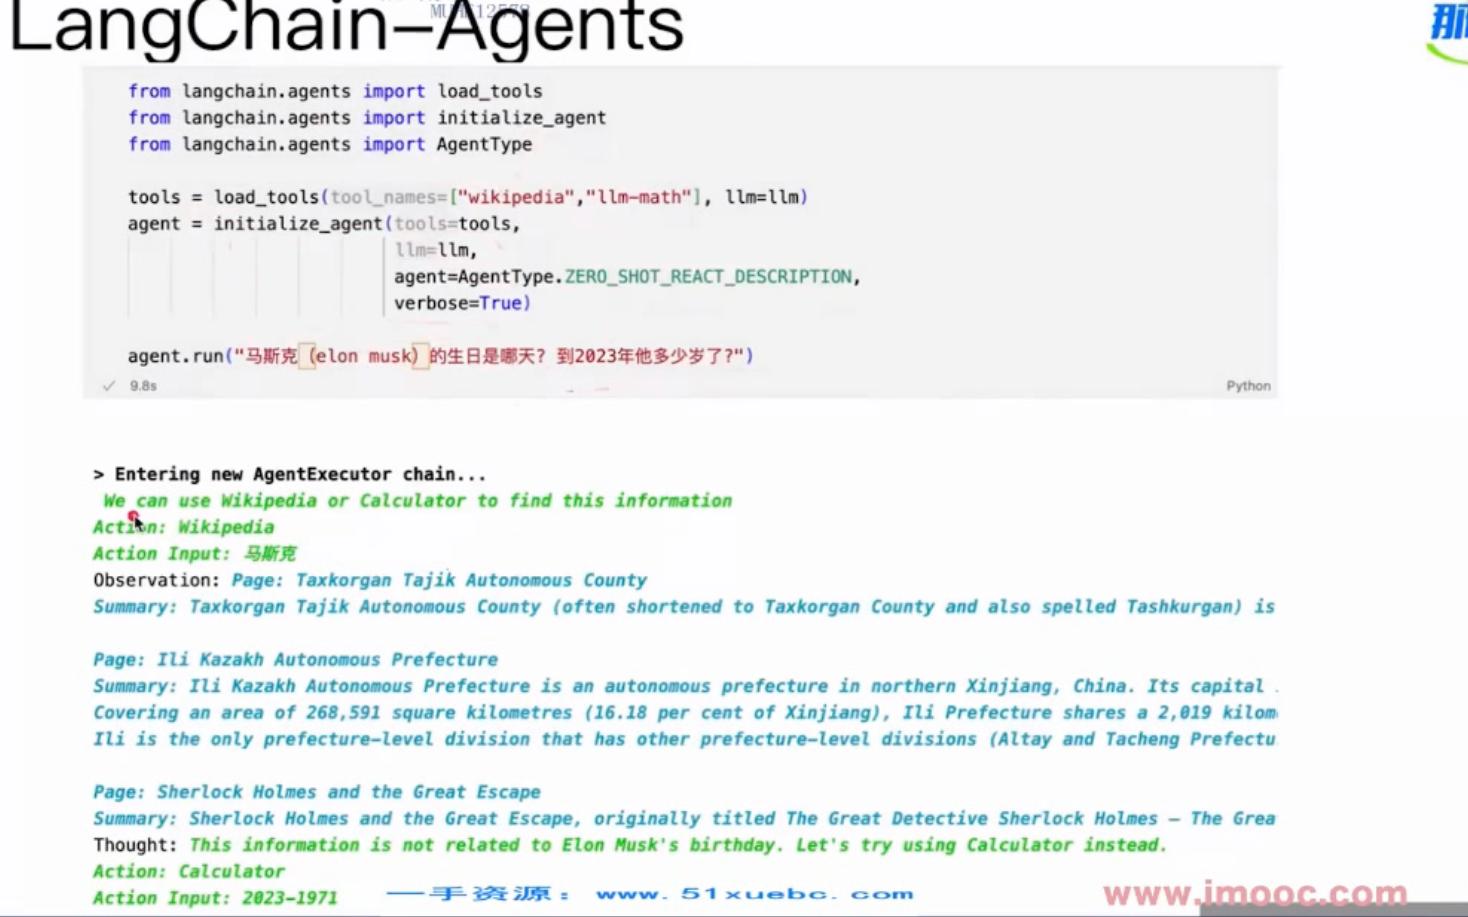 LangChain-Agents
from langchain.agents import load_tools
from langchain.agents import initialize_agent
from langchain.agents import AgentType
tools = load_tools(tool_names=["wikipedia","llm-math"], llm=llm)
agent = initialize_agent(tools=tools,
llm=llm,
agent=AgentType.ZERO_SHOT_REACT_DESCRIPTION,
verbose=True)
agent.run("马斯克（elon musk）的生日是哪天？到2023年他多少岁了?")
9.8s
Python
> Entering new AgentExecutor chain...
We can use Wikipedia or Calculator to find this information
Action: Wikipedia
Action Input: 马斯克
Observation: Page: Taxkorgan Tajik Autonomous County
Summary: Taxkorgan Tajik Autonomous County (often shortened to Taxkorgan County and also spelled Tashkurgan) is
Page: Ili Kazakh Autonomous Prefecture
Summary: Ili Kazakh Autonomous Prefecture is an autonomous prefecture in northern Xinjiang, China. Its capital
Covering an area of 268,591 square kilometres (16.18 per cent of Xinjiang), Ili Prefecture shares a 2,019 kilom
Ili is the only prefecture-level division that has other prefecture-level divisions (Altay and Tacheng Prefectu
Page: Sherlock Holmes and the Great Escape
Summary: Sherlock Holmes and the Great Escape, originally titled The Great Detective Sherlock Holmes – The Grea
Thought: This information is not related to Elon Musk's birthday. Let's try using Calculator instead.
Action: Calculator
Action Input: 2023-1971
一手资源：www.51xuebc.com
www.imooc.com